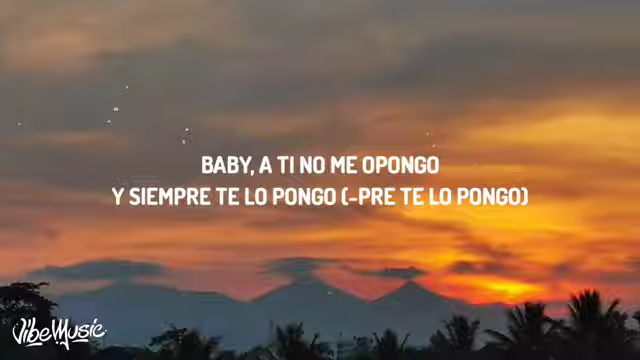 BABY, A TI NO ME OPONGO
Y SIEMPRE TE LO PONGO (-PRE TE LO PONGO)
VibeMusic